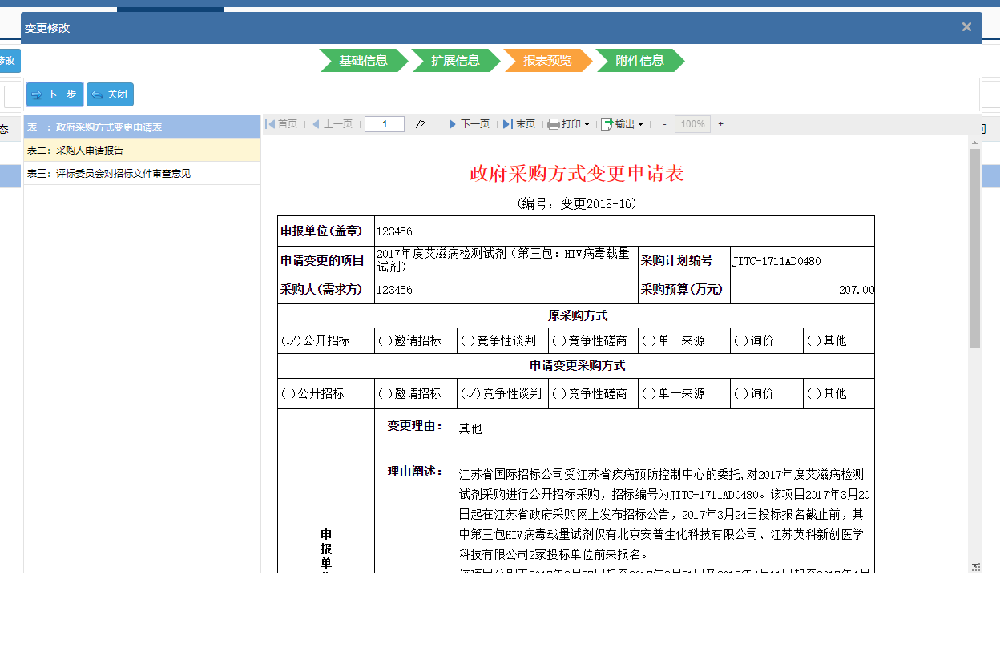 变更修改
修改
基础信息 扩展信息 报表预览 附件信息
下一步 关闭
态
表一：政府采购方式变更申请表
表二：采购人申请报告
表三：评标委员会对招标文件审查意见
首页 上一页 1 /2 下一页 末页 打印 输出 - 100% +
政府采购方式变更申请表
(编号：变更2018-16)
申报单位(盖章) 123456
申请变更的项目 2017年度艾滋病检测试剂（第三包：HIV病毒载量
试剂） 采购计划编号 JITC-1711AD0480
采购人(需求方) 123456 采购预算(万元) 207.00
原采购方式
(√)公开招标 ( )邀请招标 ( )竞争性谈判 ( )竞争性磋商 ( )单一来源 ( )询价 ( )其他
申请变更采购方式
( )公开招标 ( )邀请招标 (√)竞争性谈判 ( )竞争性磋商 ( )单一来源 ( )询价 ( )其他
变更理由： 其他
理由阐述： 江苏省国际招标公司受江苏省疾病预防控制中心的委托,对2017年度艾滋病检测
试剂采购进行公开招标采购，招标编号为JITC-1711AD0480。该项目2017年3月20
日起在江苏省政府采购网上发布招标公告，2017年3月24日投标报名截止前，其
中第三包HIV病毒载量试剂仅有北京安普生化科技有限公司、江苏英科新创医学
科技有限公司2家投标单位前来报名。
申
报
单